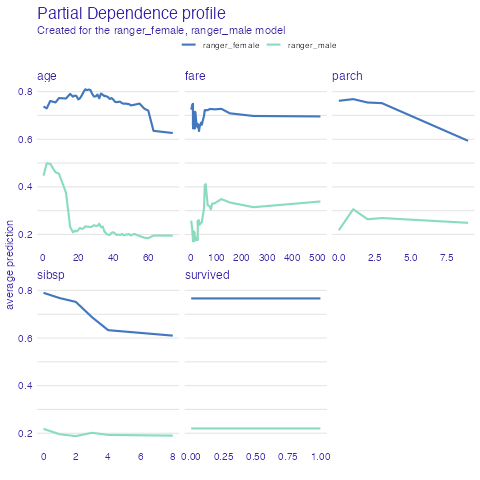 Partial Dependence profile
Created for the ranger_female, ranger_male model
ranger_female ranger_male
age fare parch
0.8
0.6
0.4
0.2
0 20 40 60 0 100 200 300 400 500 0.0 2.5 5.0 7.5
average prediction
sibsp survived
0.8
0.6
0.4
0.2
0 2 4 6 8 0.00 0.25 0.50 0.75 1.00